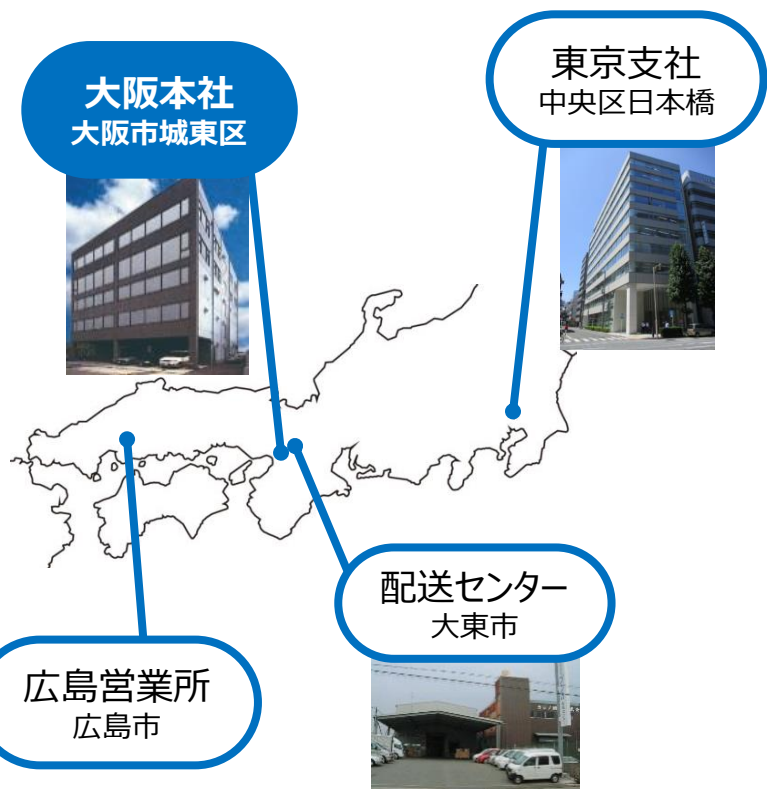 大阪本社
大阪市城東区
東京支社
中央区日本橋
配送センター
大東市
広島営業所
広島市